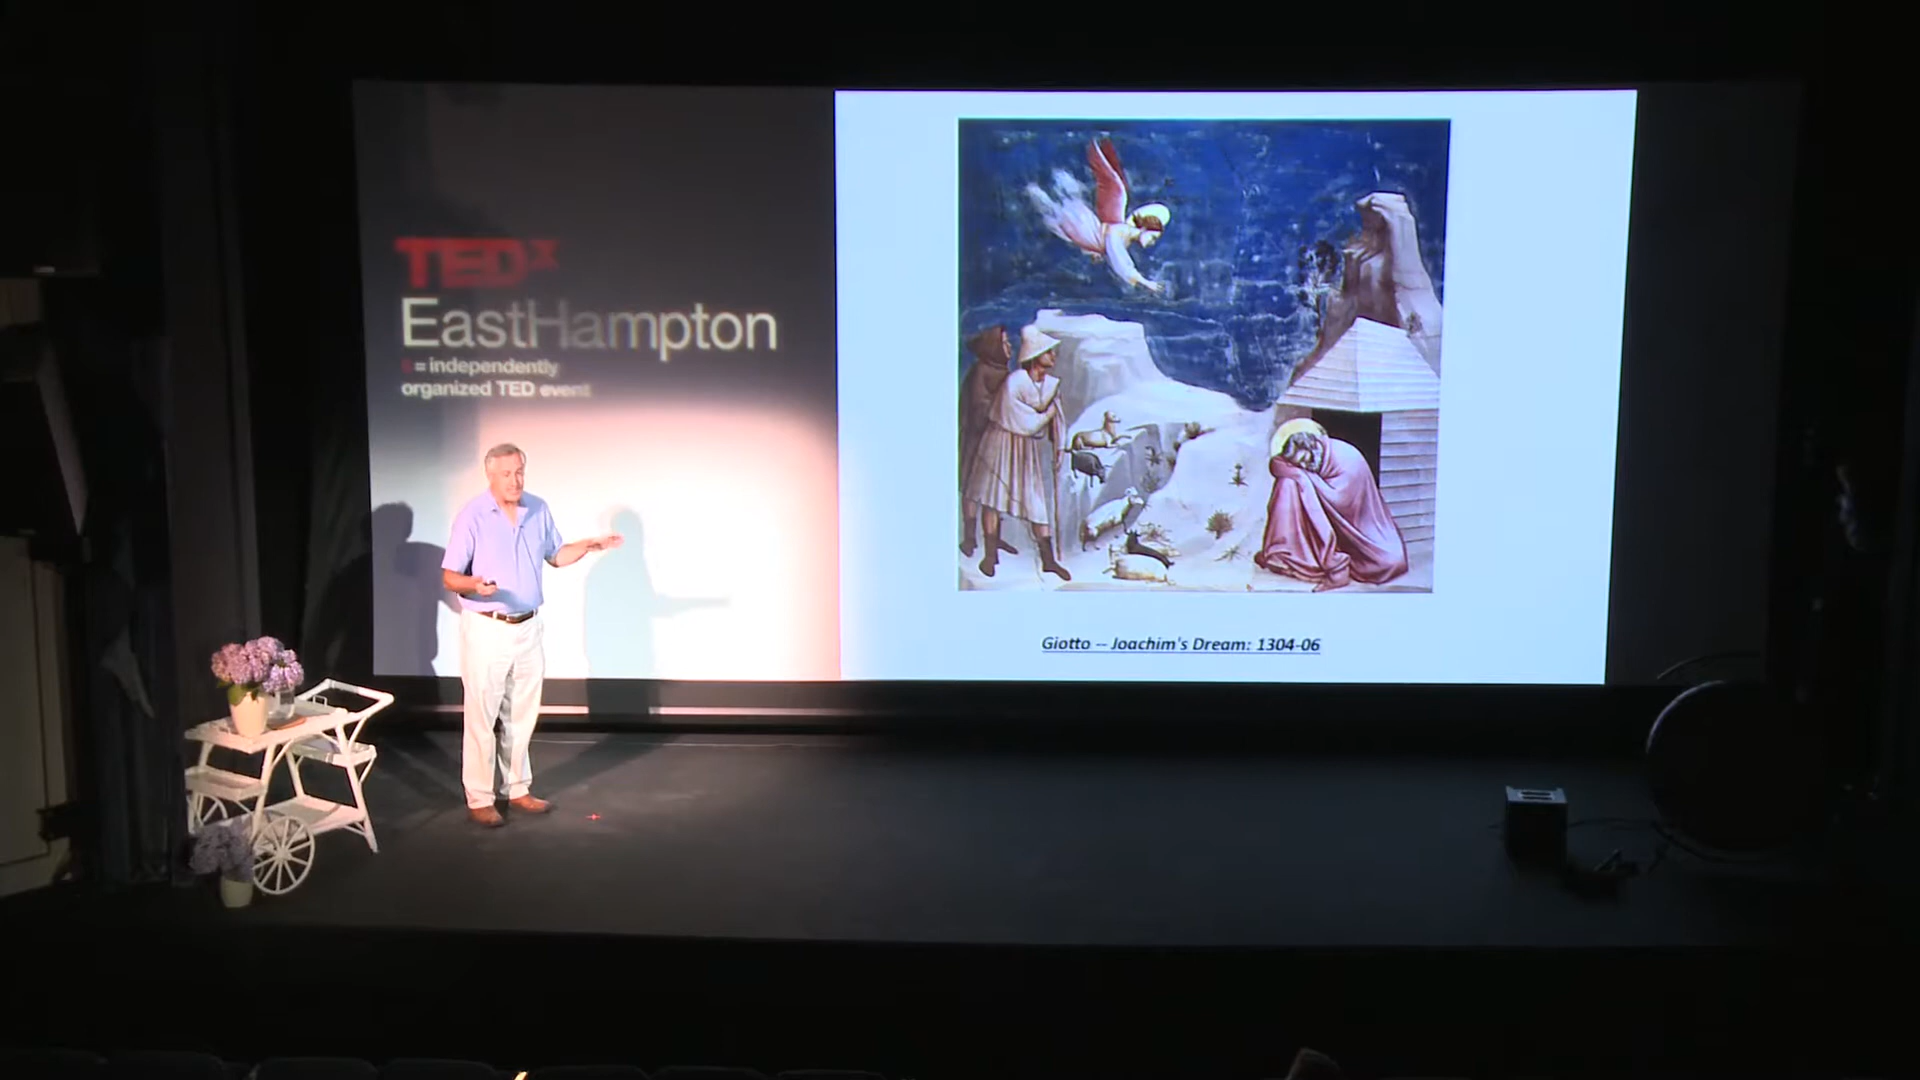 TEDx
EastHampton
x = independently
organized TED event
Giotto -- Joachim's Dream: 1304-06